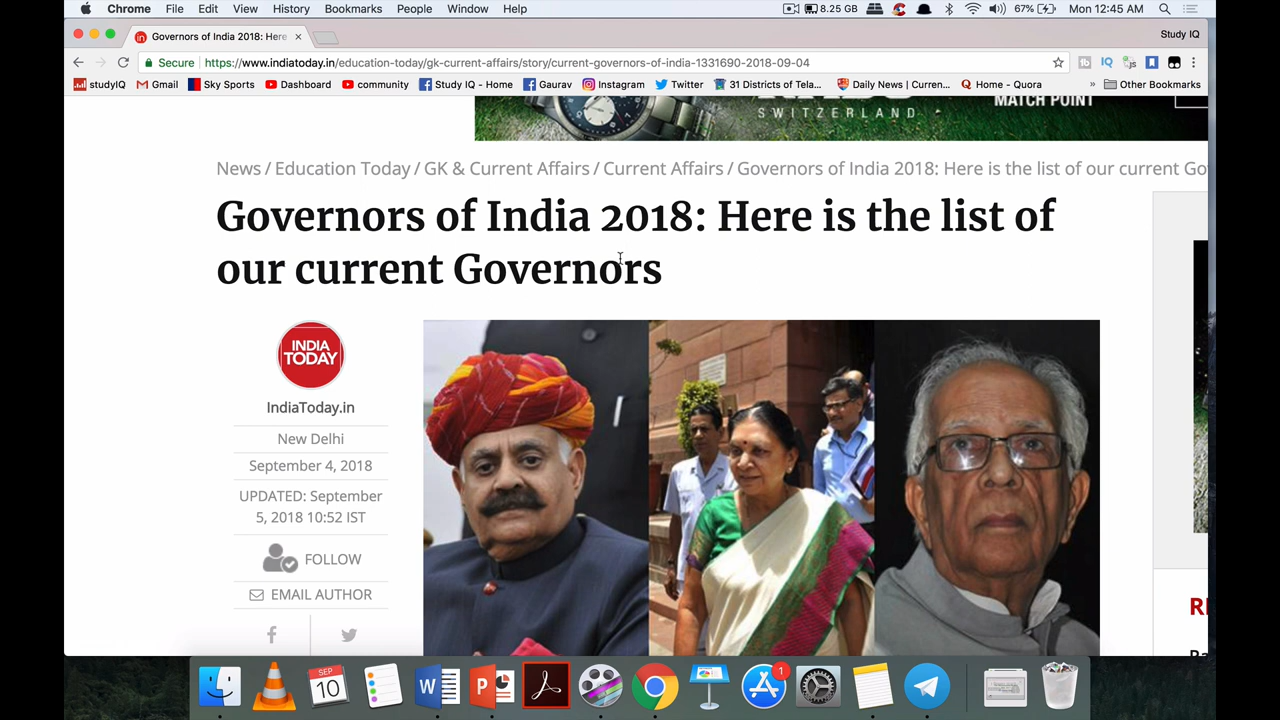 Chrome File Edit View History Bookmarks People Window Help 8.25 GB 67% Mon 12:45 AM
Governors of India 2018: Here Study IQ
Secure https://www.indiatoday.in/education-today/gk-current-affairs/story/current-governors-of-india-1331690-2018-09-04
studyIQ Gmail Sky Sports Dashboard community Study IQ - Home Gaurav Instagram Twitter 31 Districts of Tela... Daily News | Curren... Home - Quora » Other Bookmarks
MATCH POINT
SWITZERLAND
News / Education Today / GK & Current Affairs / Current Affairs / Governors of India 2018: Here is the list of our current Go
Governors of India 2018: Here is the list of
our current Governors
INDIA
TODAY
IndiaToday.in
New Delhi
September 4, 2018
UPDATED: September
5, 2018 10:52 IST
FOLLOW
EMAIL AUTHOR
SEP
10
1